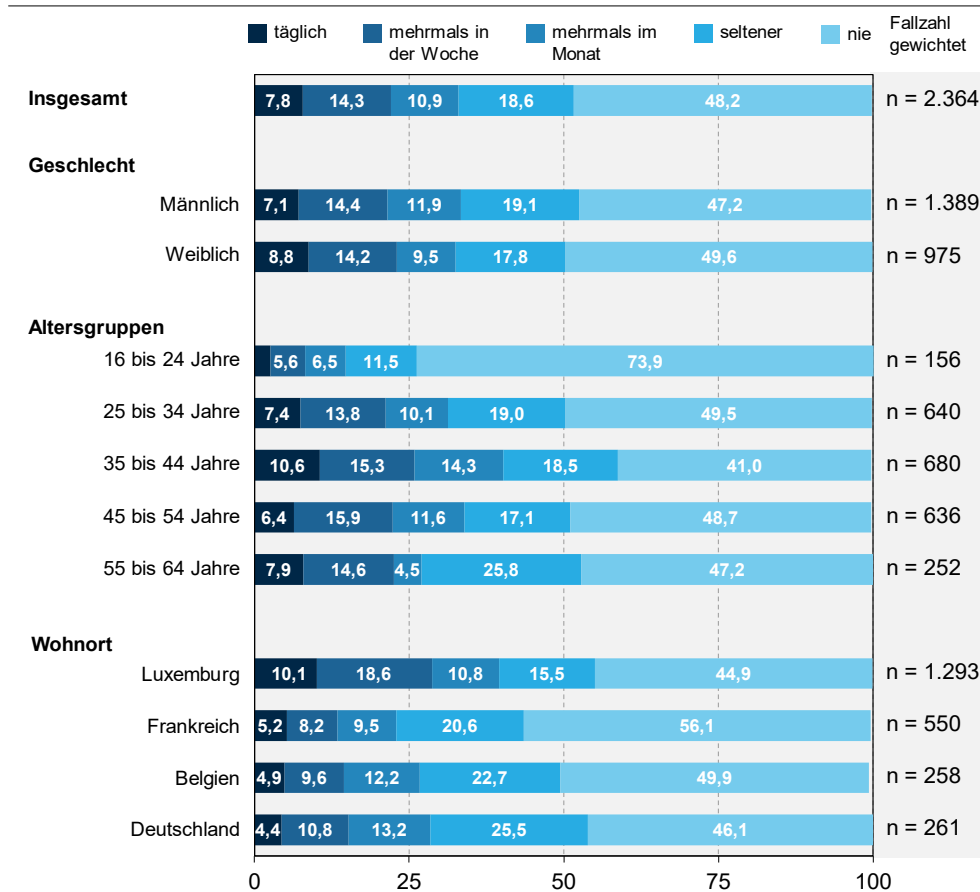 täglich mehrmals in der Woche mehrmals im Monat seltener nie Fallzahl gewichtet
Insgesamt 7,8 14,3 10,9 18,6 48,2 n = 2.364
Geschlecht
Männlich 7,1 14,4 11,9 19,1 47,2 n = 1.389
Weiblich 8,8 14,2 9,5 17,8 49,6 n = 975
Altersgruppen
16 bis 24 Jahre 5,6 6,5 11,5 73,9 n = 156
25 bis 34 Jahre 7,4 13,8 10,1 19,0 49,5 n = 640
35 bis 44 Jahre 10,6 15,3 14,3 18,5 41,0 n = 680
45 bis 54 Jahre 6,4 15,9 11,6 17,1 48,7 n = 636
55 bis 64 Jahre 7,9 14,6 4,5 25,8 47,2 n = 252
Wohnort
Luxemburg 10,1 18,6 10,8 15,5 44,9 n = 1.293
Frankreich 5,2 8,2 9,5 20,6 56,1 n = 550
Belgien 4,9 9,6 12,2 22,7 49,9 n = 258
Deutschland 4,4 10,8 13,2 25,5 46,1 n = 261
0 25 50 75 100